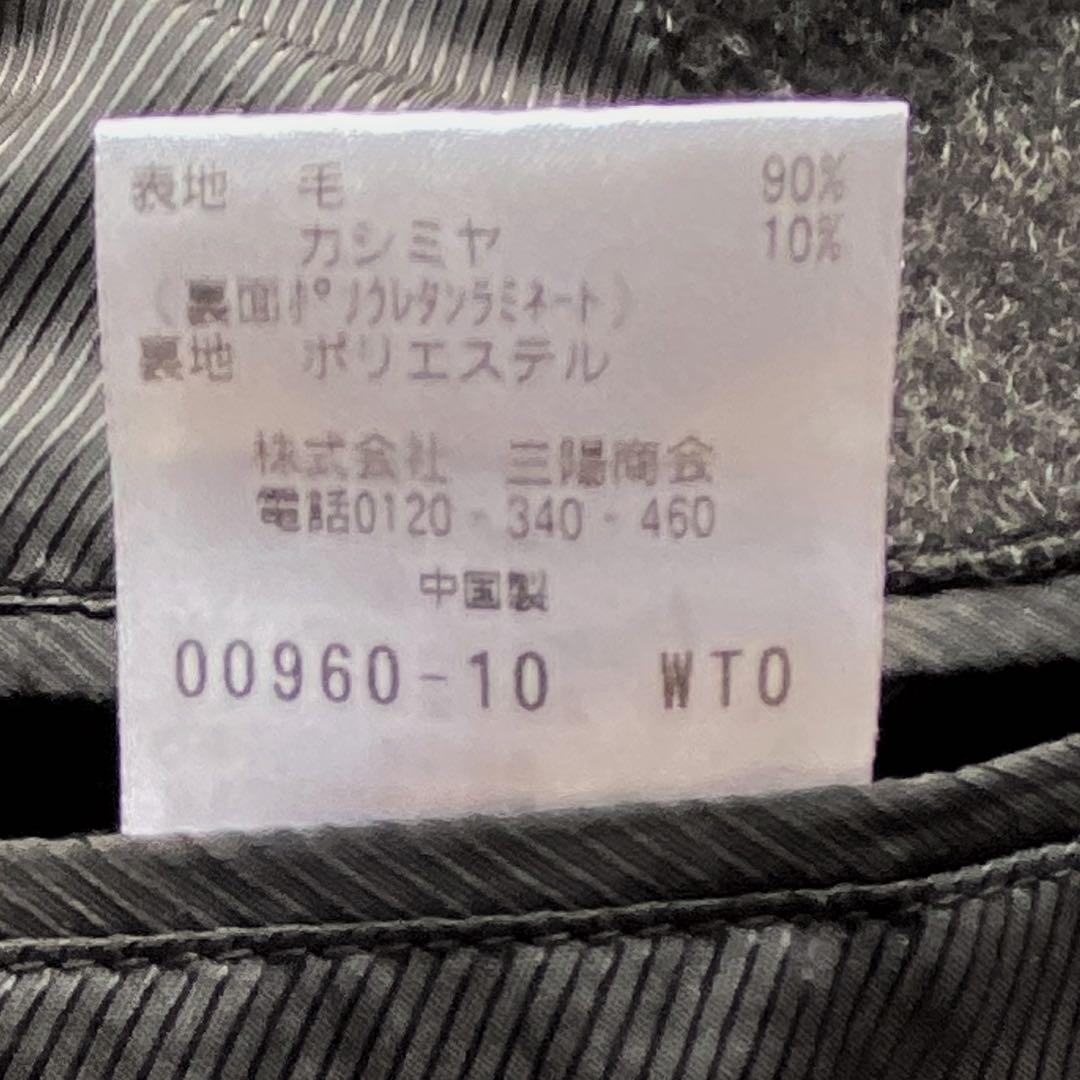 表地 毛 90%
カシミヤ 10%
(裏面ﾎﾟﾘｳﾚﾀﾝﾗﾐﾈｰﾄ)
裏地 ポリエステル
株式会社 三陽商会
電話0120-340-460
中国製
00960-10 WTO